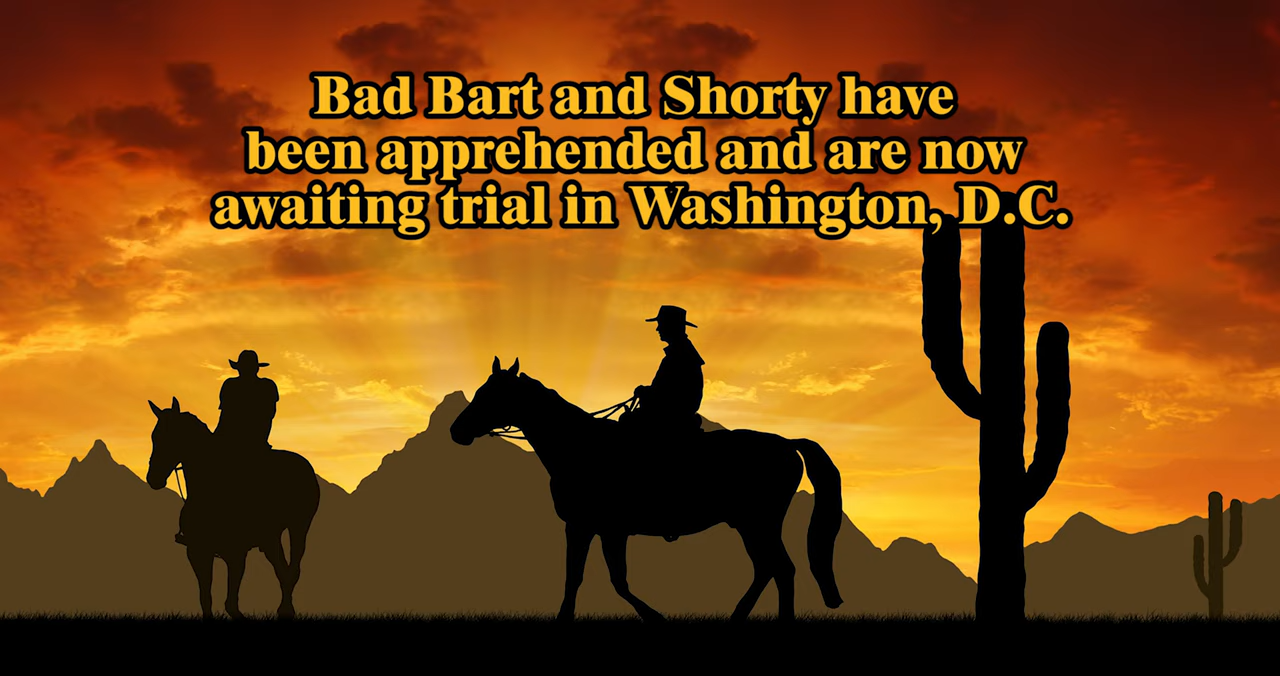 Bad Bart and Shorty have
been apprehended and are now
awaiting trial in Washington, D.C.